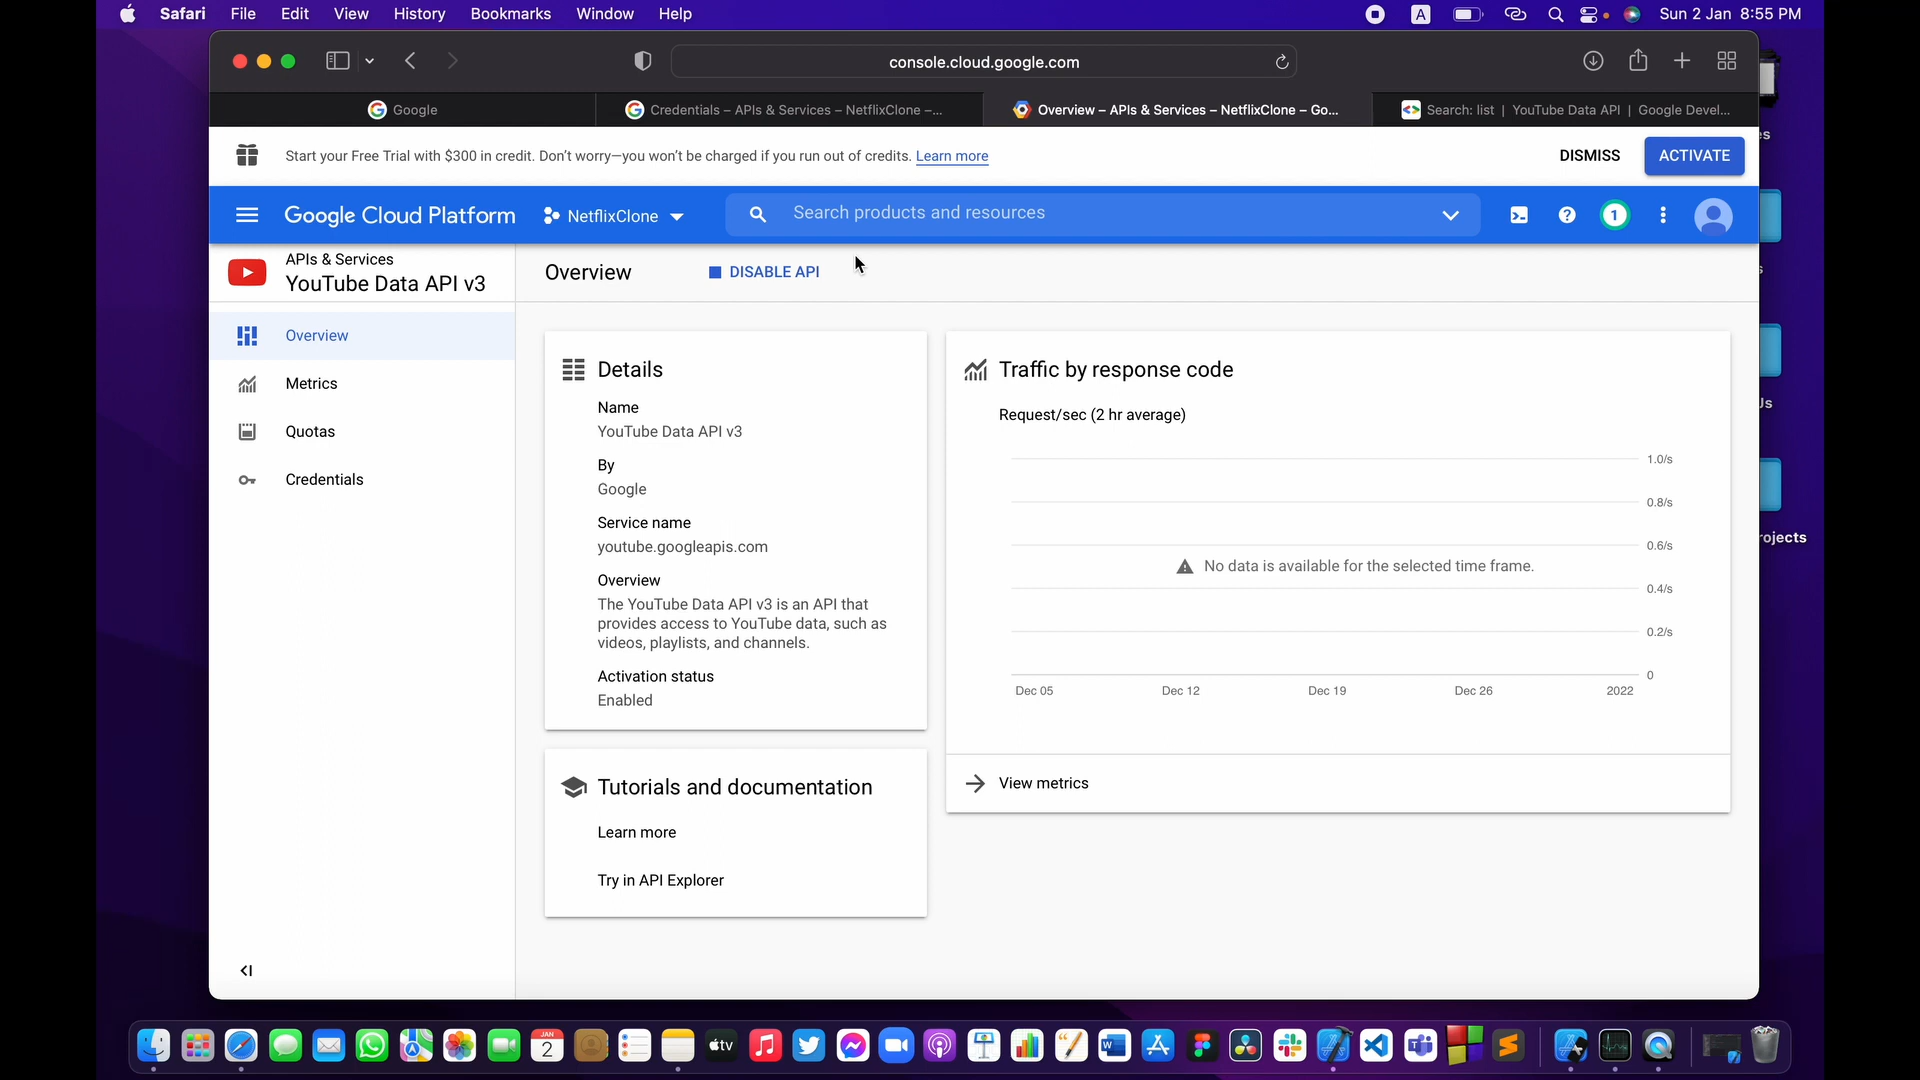 Safari File Edit View History Bookmarks Window Help A Sun 2 Jan 8:55 PM
console.cloud.google.com
Google Credentials – APIs & Services – NetflixClone –... Overview – APIs & Services – NetflixClone – Go... Search: list | YouTube Data API | Google Devel...
Start your Free Trial with $300 in credit. Don't worry—you won't be charged if you run out of credits. Learn more DISMISS ACTIVATE
Google Cloud Platform NetflixClone Search products and resources 1
APIs & Services
YouTube Data API v3
Overview DISABLE API
Overview
Metrics
Quotas
Credentials
Details
Name
YouTube Data API v3
By
Google
Service name
youtube.googleapis.com
Overview
The YouTube Data API v3 is an API that
provides access to YouTube data, such as
videos, playlists, and channels.
Activation status
Enabled
Tutorials and documentation
Learn more
Try in API Explorer
Traffic by response code
Request/sec (2 hr average)
1.0/s
0.8/s
0.6/s
No data is available for the selected time frame.
0.4/s
0.2/s
0
Dec 05 Dec 12 Dec 19 Dec 26 2022
View metrics
rojects
JAN
2
tv